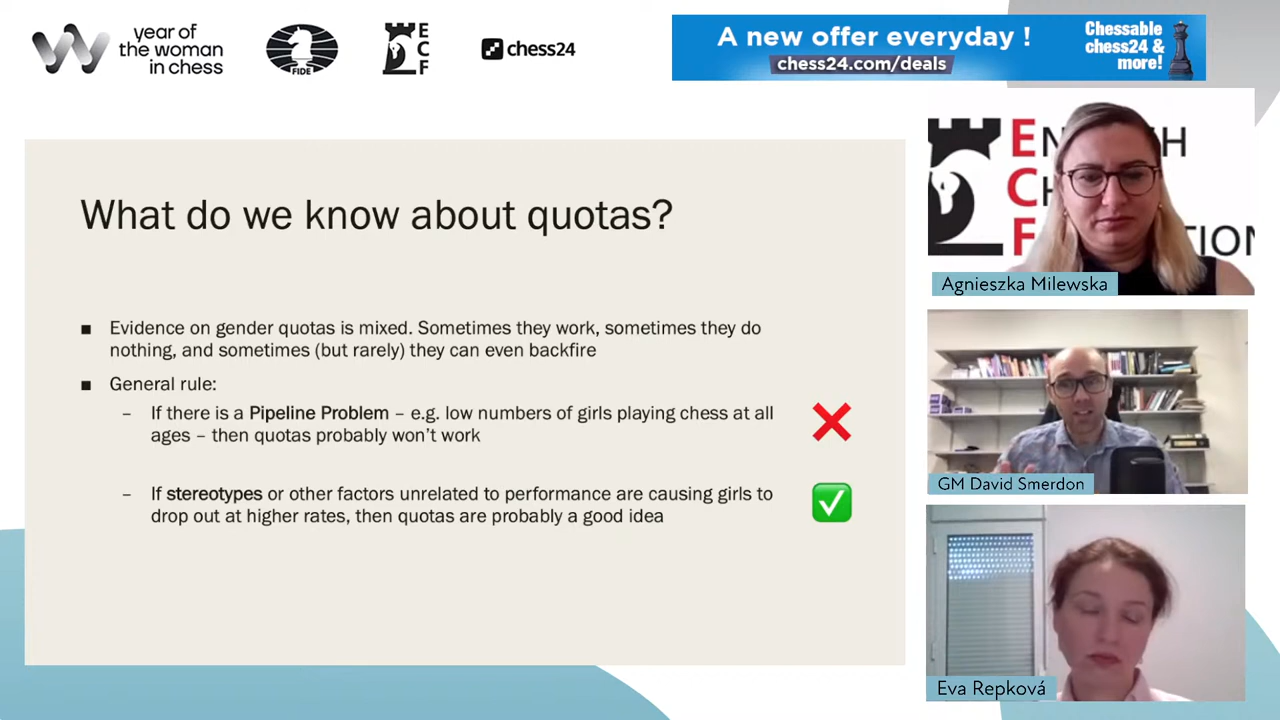 year of
the woman
in chess
FIDE
E
C
F
chess24
A new offer everyday !
chess24.com/deals
Chessable
chess24 &
more!
What do we know about quotas?
■ Evidence on gender quotas is mixed. Sometimes they work, sometimes they do
nothing, and sometimes (but rarely) they can even backfire
■ General rule:
– If there is a Pipeline Problem – e.g. low numbers of girls playing chess at all
ages – then quotas probably won't work
– If stereotypes or other factors unrelated to performance are causing girls to
drop out at higher rates, then quotas are probably a good idea
Agnieszka Milewska
GM David Smerdon
Eva Repková